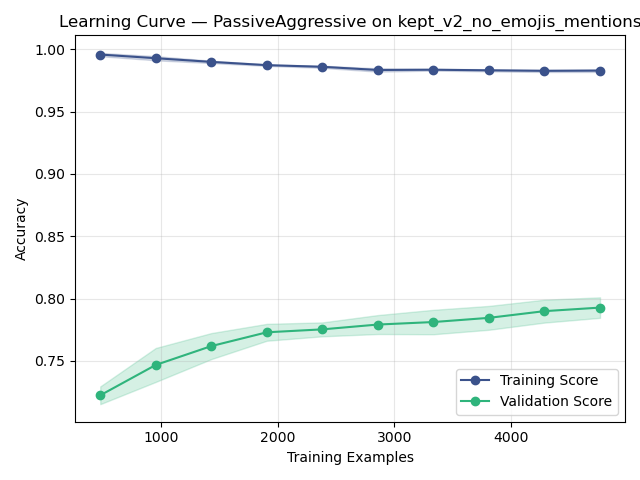 Learning Curve — PassiveAggressive on kept_v2_no_emojis_mentions
1.00
0.95
0.90
0.85
0.80
0.75
Accuracy
1000
2000
3000
4000
Training Examples
Training Score
Validation Score